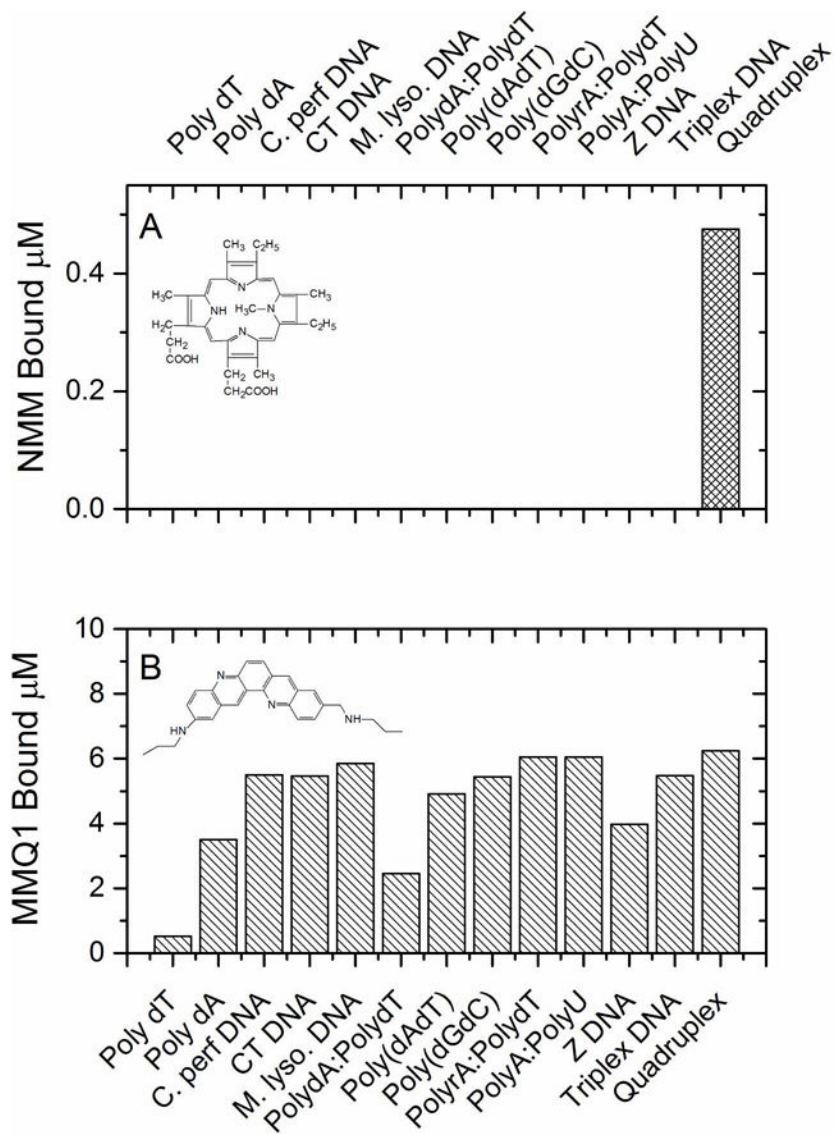 Poly dT
Poly dA
C. perf DNA
CT DNA
M. lyso. DNA
PolydA:PolydT
Poly(dAdT)
Poly(dGdC)
PolyrA:PolydT
PolyA:PolyU
Z DNA
Triplex DNA
Quadruplex
NMM Bound μM
0.4
0.2
0.0
A
CH3 C2H5
H3C N CH3
NH H3C N
H2C N C2H5
CH2
COOH
CH2 CH3
CH2COOH
MMQ1 Bound μM
10
8
6
4
2
0
B
N
N
NH
NH
Poly dT
Poly dA
C. perf DNA
CT DNA
M. lyso. DNA
PolydA:PolydT
Poly(dAdT)
Poly(dGdC)
PolyrA:PolydT
PolyA:PolyU
Z DNA
Triplex DNA
Quadruplex